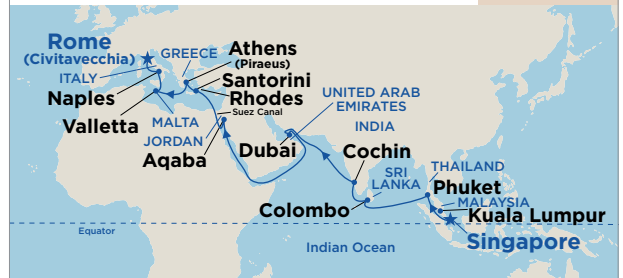 Rome
(Civitavecchia)
GREECE
Athens
(Piraeus)
ITALY
Santorini
Naples
Rhodes
UNITED ARAB
EMIRATES
Suez Canal
MALTA
Valletta
JORDAN
INDIA
Aqaba
Dubai
Cochin
SRI
LANKA
THAILAND
Phuket
MALAYSIA
Colombo
Kuala Lumpur
Equator
Indian Ocean
Singapore